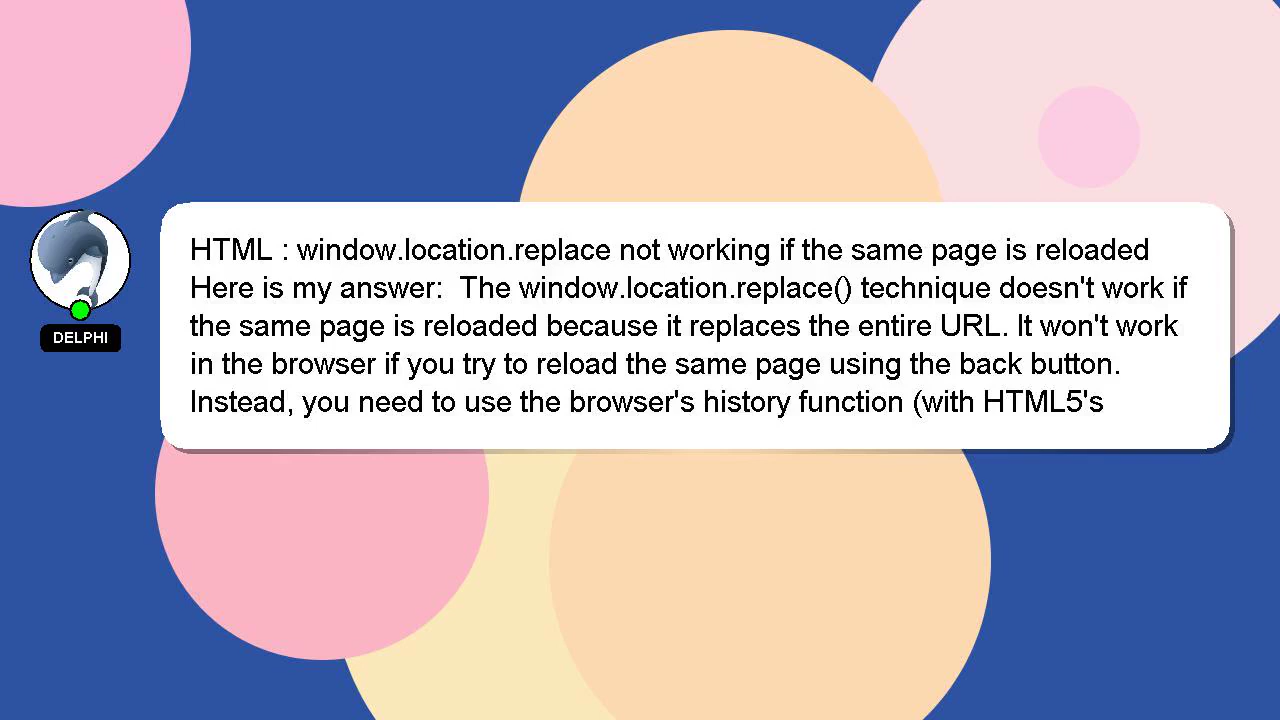 HTML : window.location.replace not working if the same page is reloaded
Here is my answer:  The window.location.replace() technique doesn't work if
the same page is reloaded because it replaces the entire URL. It won't work
in the browser if you try to reload the same page using the back button.
Instead, you need to use the browser's history function (with HTML5's
DELPHI